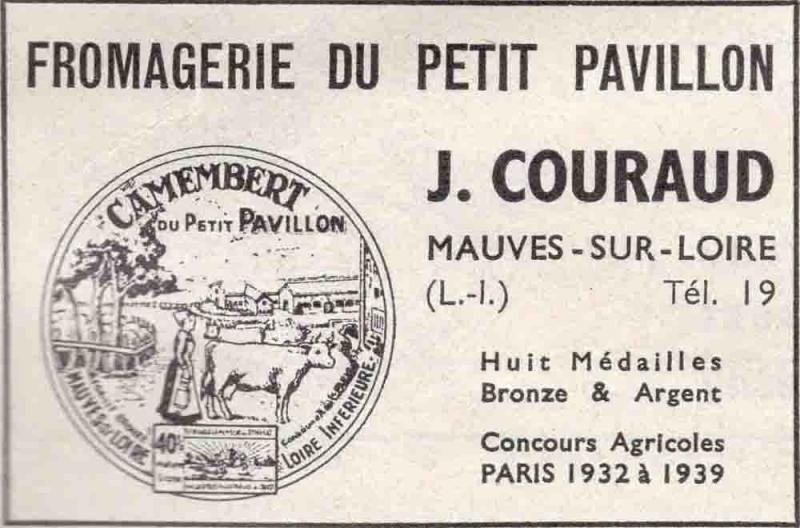 FROMAGERIE DU PETIT PAVILLON
CAMEMBERT
DU PETIT PAVILLON
MAUVES SUR LOIRE
LOIRE INFERIEURE
40%
J. COURAUD
MAUVES-SUR-LOIRE
(L.-I.) Tél. 19
Huit Médailles
Bronze & Argent
Concours Agricoles
PARIS 1932 à 1939